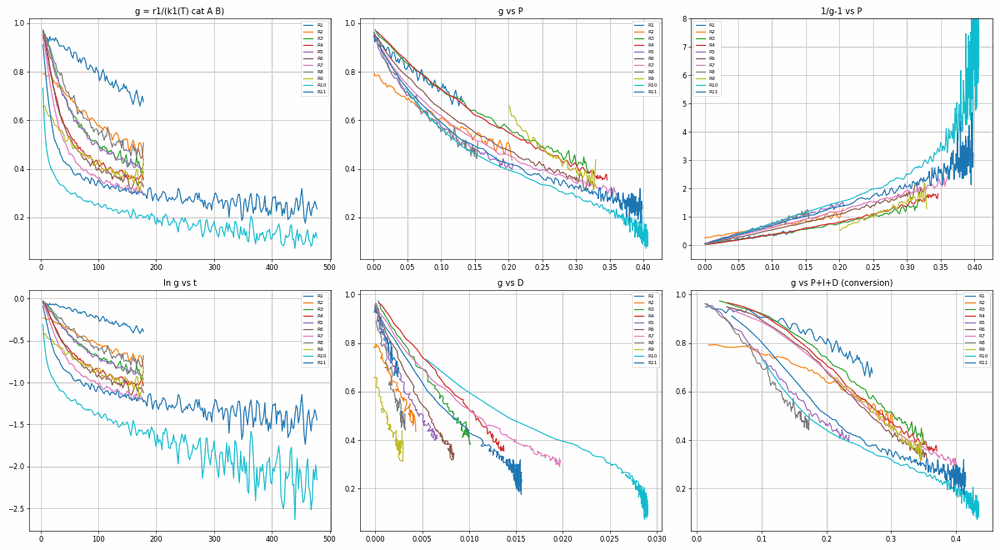 g = r1/(k1(T) cat A B)
1.0
0.8
0.6
0.4
0.2
0
100
200
300
400
500
R1
R2
R3
R4
R5
R6
R7
R8
R9
R10
R11
g vs P
1.0
0.8
0.6
0.4
0.2
0.00
0.05
0.10
0.15
0.20
0.25
0.30
0.35
0.40
R1
R2
R3
R4
R5
R6
R7
R8
R9
R10
R11
1/g-1 vs P
8
7
6
5
4
3
2
1
0
0.00
0.05
0.10
0.15
0.20
0.25
0.30
0.35
0.40
R1
R2
R3
R4
R5
R6
R7
R8
R9
R10
R11
ln g vs t
0.0
−0.5
−1.0
−1.5
−2.0
−2.5
0
100
200
300
400
500
R1
R2
R3
R4
R5
R6
R7
R8
R9
R10
R11
g vs D
1.0
0.8
0.6
0.4
0.2
0.000
0.005
0.010
0.015
0.020
0.025
0.030
R1
R2
R3
R4
R5
R6
R7
R8
R9
R10
R11
g vs P+I+D (conversion)
1.0
0.8
0.6
0.4
0.2
0.0
0.1
0.2
0.3
0.4
R1
R2
R3
R4
R5
R6
R7
R8
R9
R10
R11